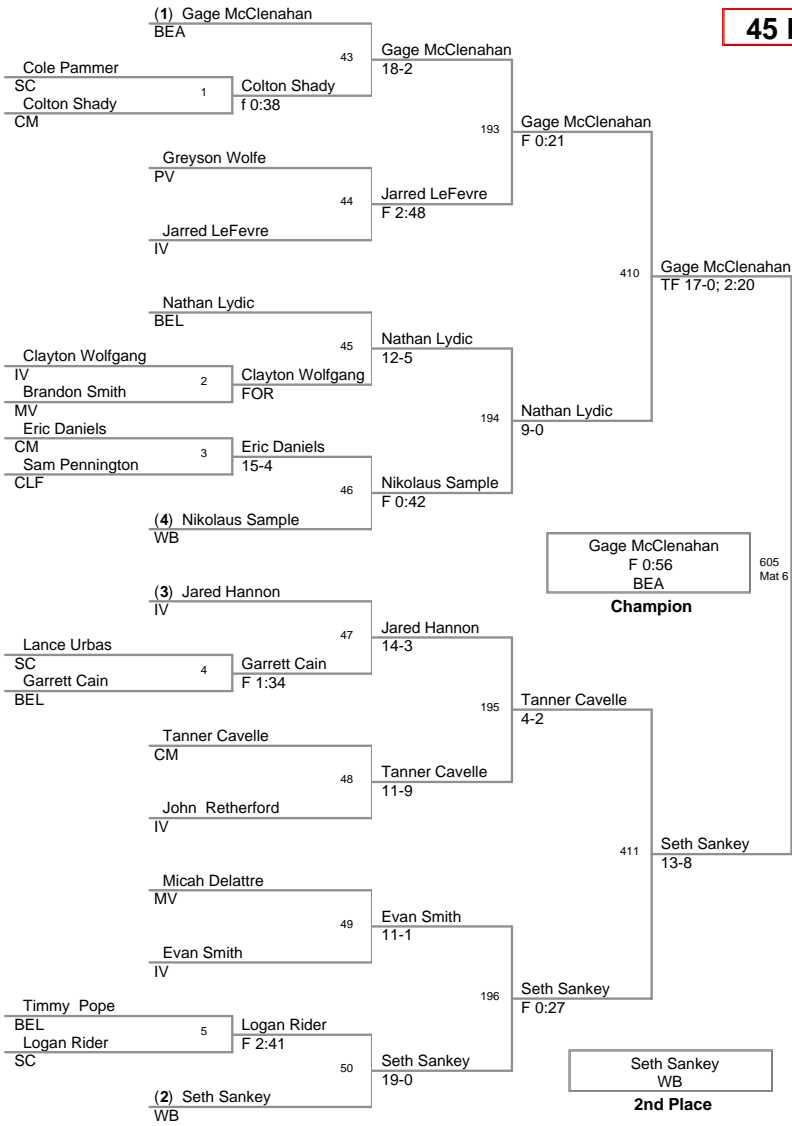 45 
(1) Gage McClenahan
BEA
43
Gage McClenahan
18-2
Cole Pammer
SC
1
Colton Shady
f 0:38
Colton Shady
CM
193
Gage McClenahan
F 0:21
Greyson Wolfe
PV
44
Jarred LeFevre
F 2:48
Jarred LeFevre
IV
410
Gage McClenahan
TF 17-0; 2:20
Nathan Lydic
BEL
45
Nathan Lydic
12-5
Clayton Wolfgang
IV
2
Clayton Wolfgang
FOR
Brandon Smith
MV
194
Nathan Lydic
9-0
Eric Daniels
CM
3
Eric Daniels
15-4
Sam Pennington
CLF
46
Nikolaus Sample
F 0:42
(4) Nikolaus Sample
WB
Gage McClenahan
F 0:56
BEA
Champion
605
Mat 6
(3) Jared Hannon
IV
47
Jared Hannon
14-3
Lance Urbas
SC
4
Garrett Cain
F 1:34
Garrett Cain
BEL
195
Tanner Cavelle
4-2
Tanner Cavelle
CM
48
Tanner Cavelle
11-9
John Retherford
IV
411
Seth Sankey
13-8
Micah Delattre
MV
49
Evan Smith
11-1
Evan Smith
IV
196
Seth Sankey
F 0:27
Timmy Pope
BEL
5
Logan Rider
F 2:41
Logan Rider
SC
50
Seth Sankey
19-0
(2) Seth Sankey
WB
Seth Sankey
WB
2nd Place